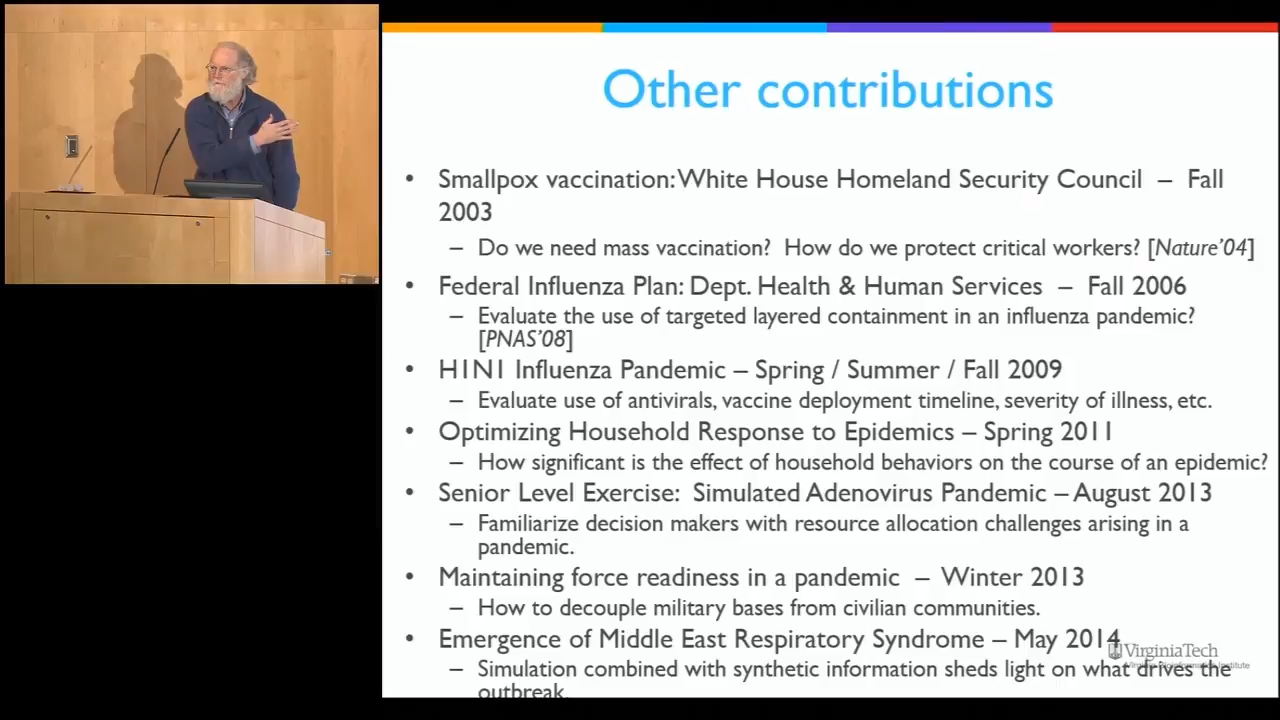 Other contributions
• Smallpox vaccination: White House Homeland Security Council – Fall
2003
– Do we need mass vaccination? How do we protect critical workers? [Nature'04]
• Federal Influenza Plan: Dept. Health & Human Services – Fall 2006
– Evaluate the use of targeted layered containment in an influenza pandemic?
[PNAS'08]
• H1N1 Influenza Pandemic – Spring / Summer / Fall 2009
– Evaluate use of antivirals, vaccine deployment timeline, severity of illness, etc.
• Optimizing Household Response to Epidemics – Spring 2011
– How significant is the effect of household behaviors on the course of an epidemic?
• Senior Level Exercise: Simulated Adenovirus Pandemic – August 2013
– Familiarize decision makers with resource allocation challenges arising in a
pandemic.
• Maintaining force readiness in a pandemic – Winter 2013
– How to decouple military bases from civilian communities.
• Emergence of Middle East Respiratory Syndrome – May 2014
VirginiaTech
Virginia Bioinformatics Institute
– Simulation combined with synthetic information sheds light on what drives the
outbreak.